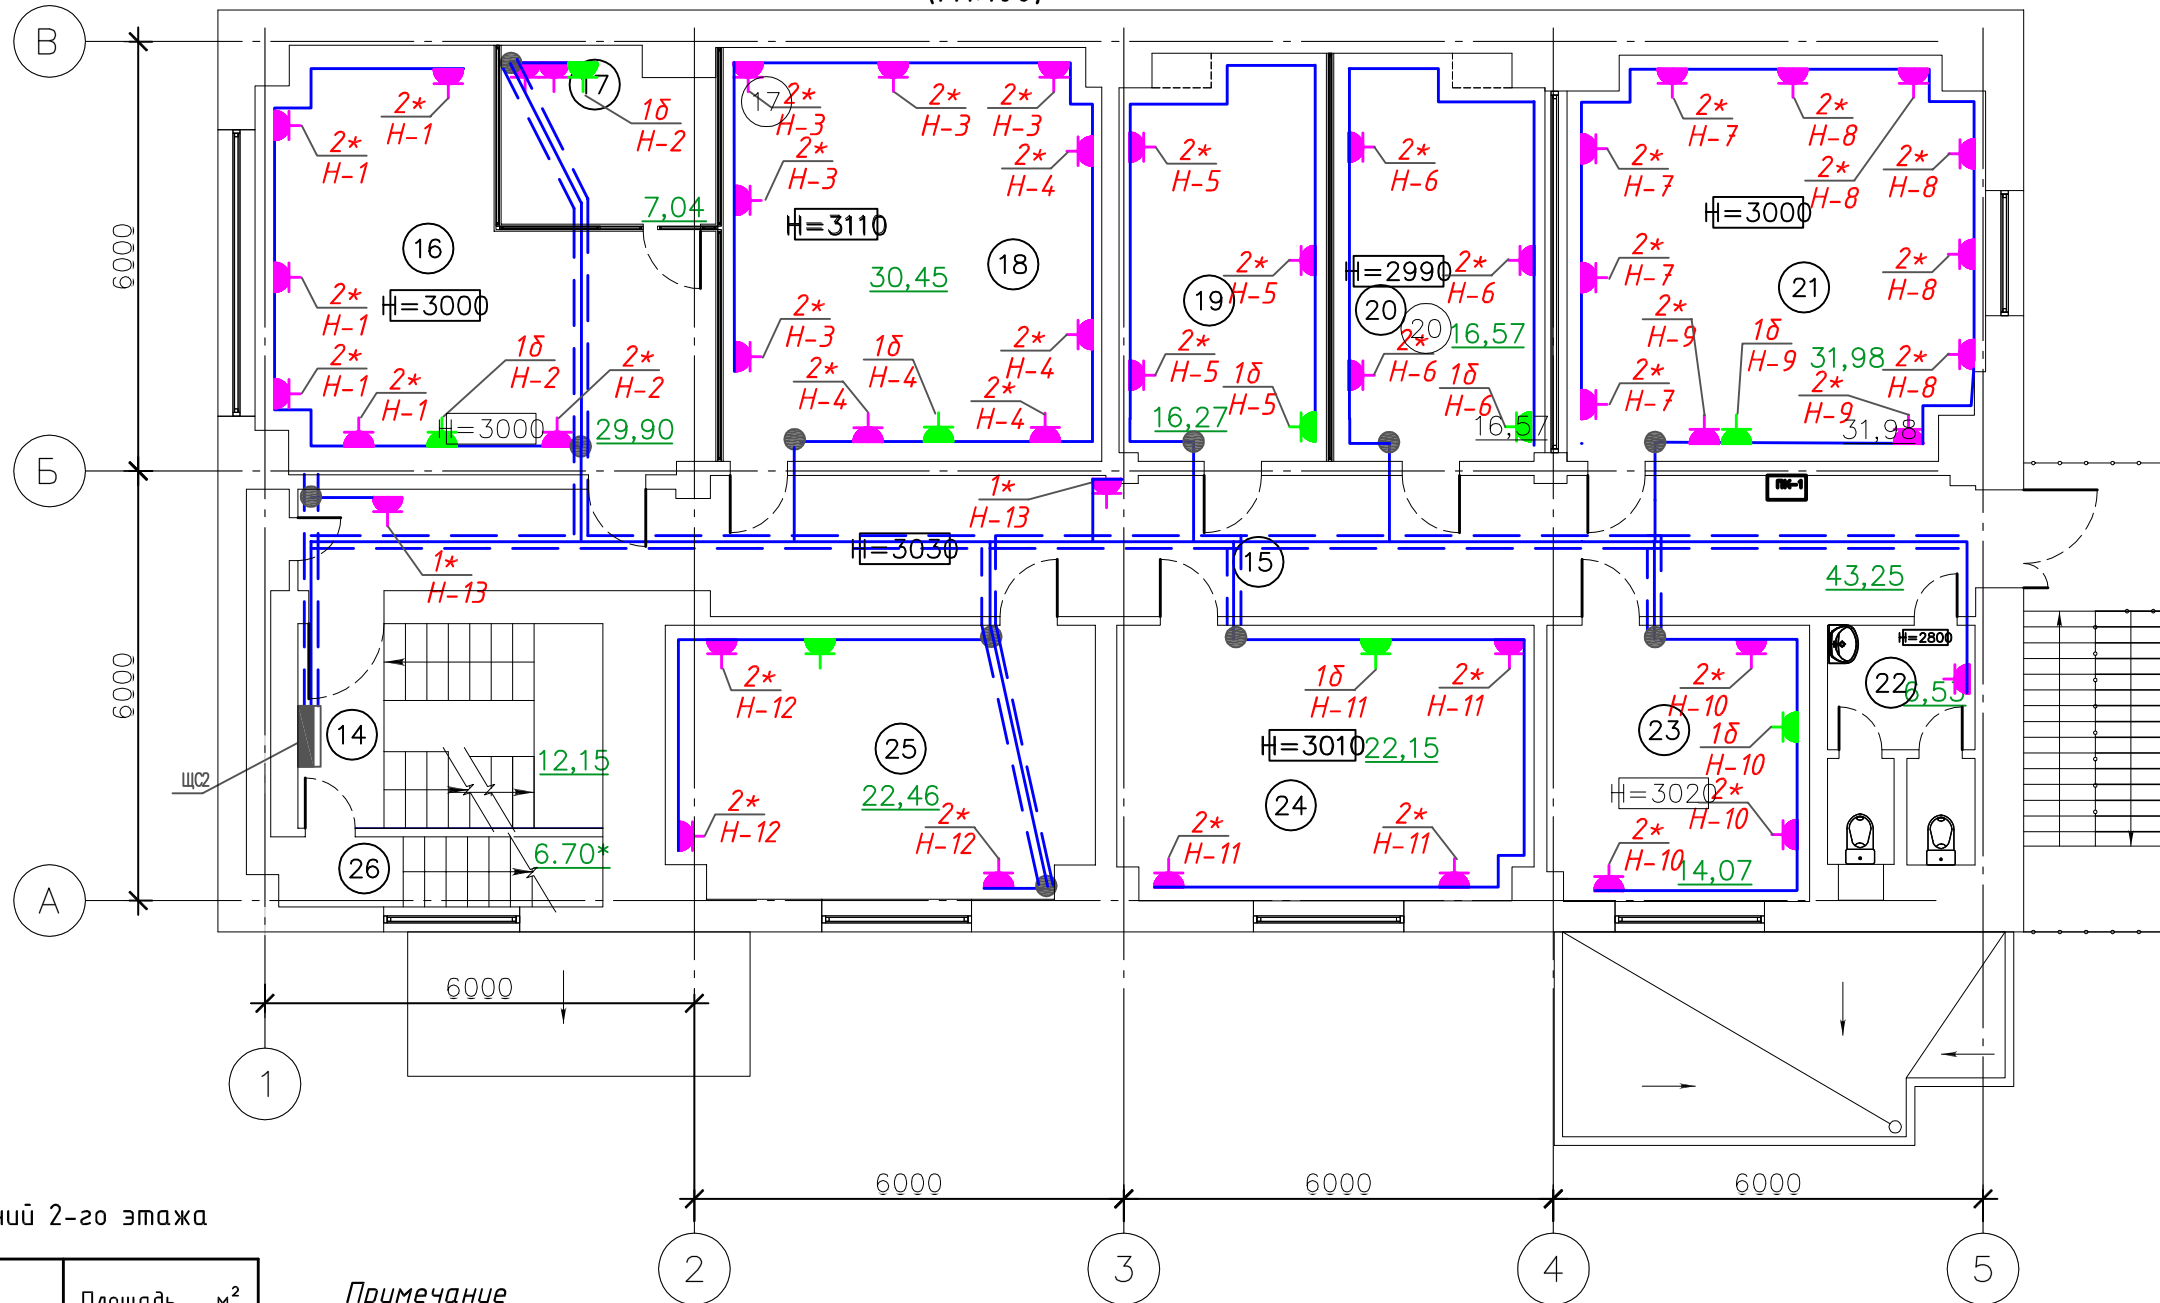 В
17
17
1б
Н-2
2*
Н-1
2*
Н-1
2*
Н-3
2*
Н-3
2*
Н-3
2*
Н-3
2*
Н-4
2*
Н-5
2*
Н-6
2*
Н-7
2*
Н-7
2*
Н-8
2*
Н-8
2*
Н-8
7,04
Н=3110
Н=3000
16
30,45
18
6000
2*
Н-1
Н=3000
2*
Н-5
19
Н=2990
2*
Н-6
20
20
16,57
2*
Н-7
21
2*
Н-8
2*
Н-3
2*
Н-4
2*
Н-5
2*
Н-6
2*
Н-9
1б
Н-9
31,98
2*
Н-8
2*
Н-1
2*
Н-1
1б
Н-2
2*
Н-2
2*
Н-4
1б
Н-4
2*
Н-4
1б
Н-5
1б
Н-6
2*
Н-7
2*
Н-9
Н=3000
29,90
16,27
16,57
31,98
Б
1*
Н-13
ПК-1
Н=3030
15
1*
Н-13
43,25
6000
Н=2800
22
6,53
2*
Н-12
1б
Н-11
2*
Н-11
2*
Н-10
14
25
23
1б
Н-10
12,15
Н=3010
22,15
ЩС2
22,46
24
Н=3020
2*
Н-10
2*
Н-12
2*
Н-12
2*
Н-11
2*
Н-11
2*
Н-10
26
6.70*
14,07
А
6000
1
6000
6000
6000
ний 2-го этажа
2
3
4
5
Площадь м²
Примечание